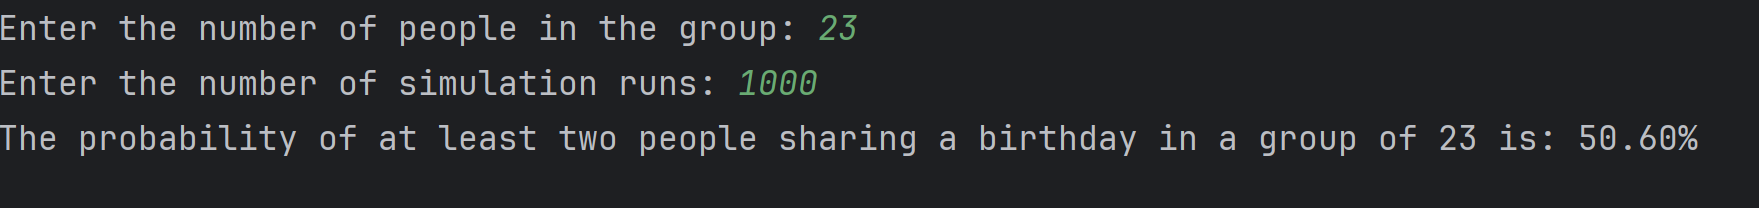 Enter the number of people in the group: 23
Enter the number of simulation runs: 1000
The probability of at least two people sharing a birthday in a group of 23 is: 50.60%